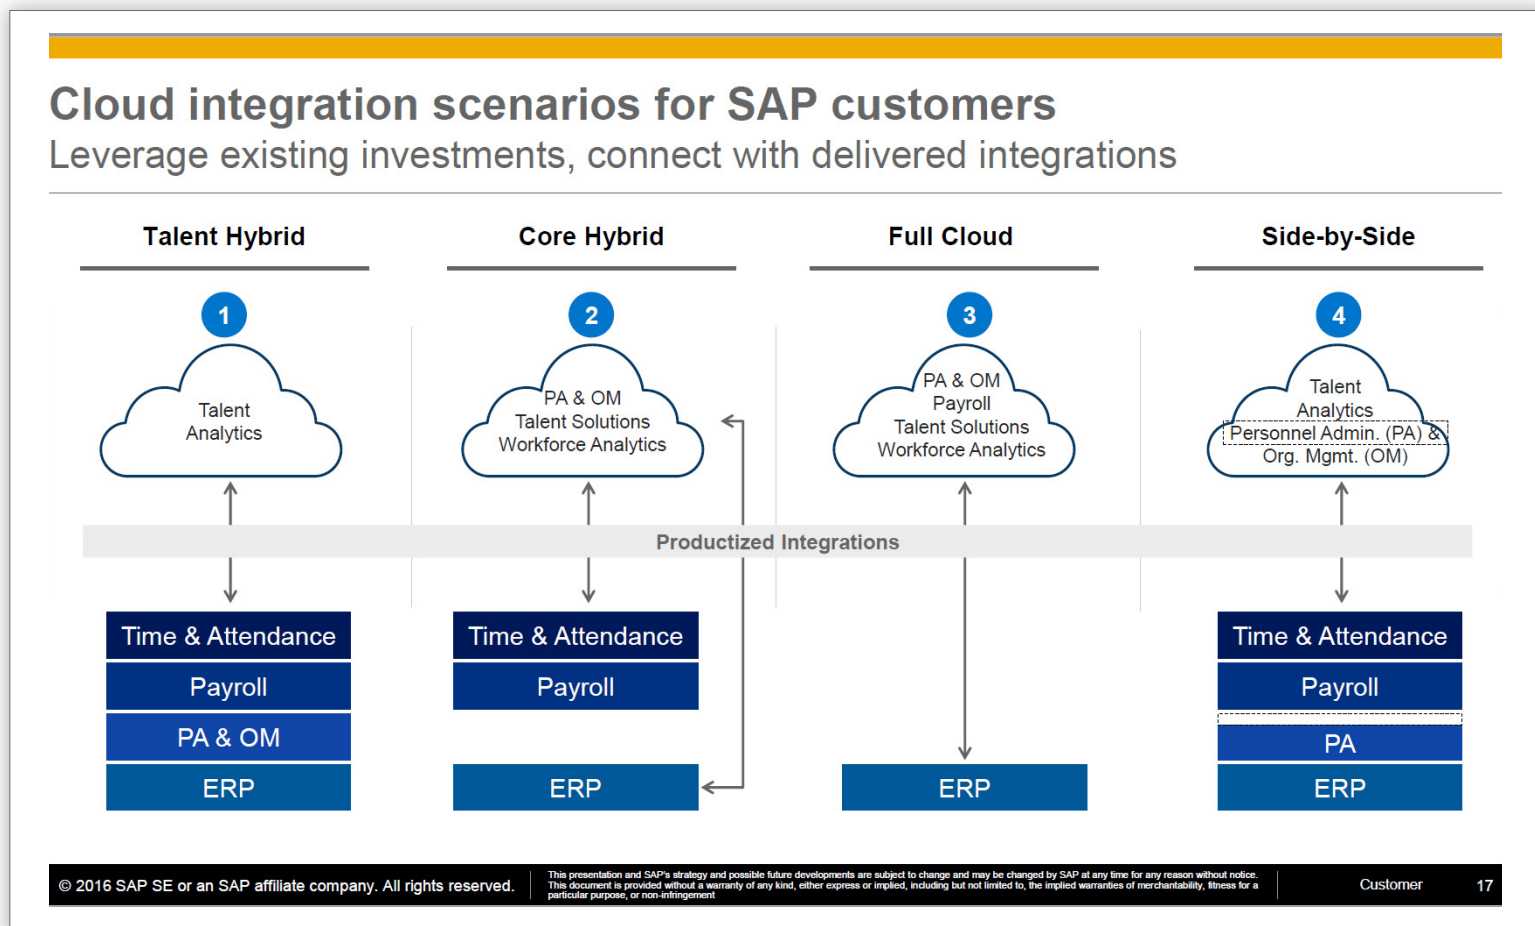 Cloud integration scenarios for SAP customers
Leverage existing investments, connect with delivered integrations
Talent Hybrid
1
Talent
Analytics
Time & Attendance
Payroll
PA & OM
ERP
Core Hybrid
2
PA & OM
Talent Solutions
Workforce Analytics
Time & Attendance
Payroll
ERP
Full Cloud
3
PA & OM
Payroll
Talent Solutions
Workforce Analytics
ERP
Side-by-Side
4
Talent
Analytics
Personnel Admin. (PA) &
Org. Mgmt. (OM)
Time & Attendance
Payroll
PA
ERP
Productized Integrations
© 2016 SAP SE or an SAP affiliate company. All rights reserved.
This presentation and SAP's strategy and possible future developments are subject to change and may be changed by SAP at any time for any reason without notice.
This document is provided without a warranty of any kind, either express or implied, including but not limited to, the implied warranties of merchantability, fitness for a
particular purpose, or non-infringement
Customer
17